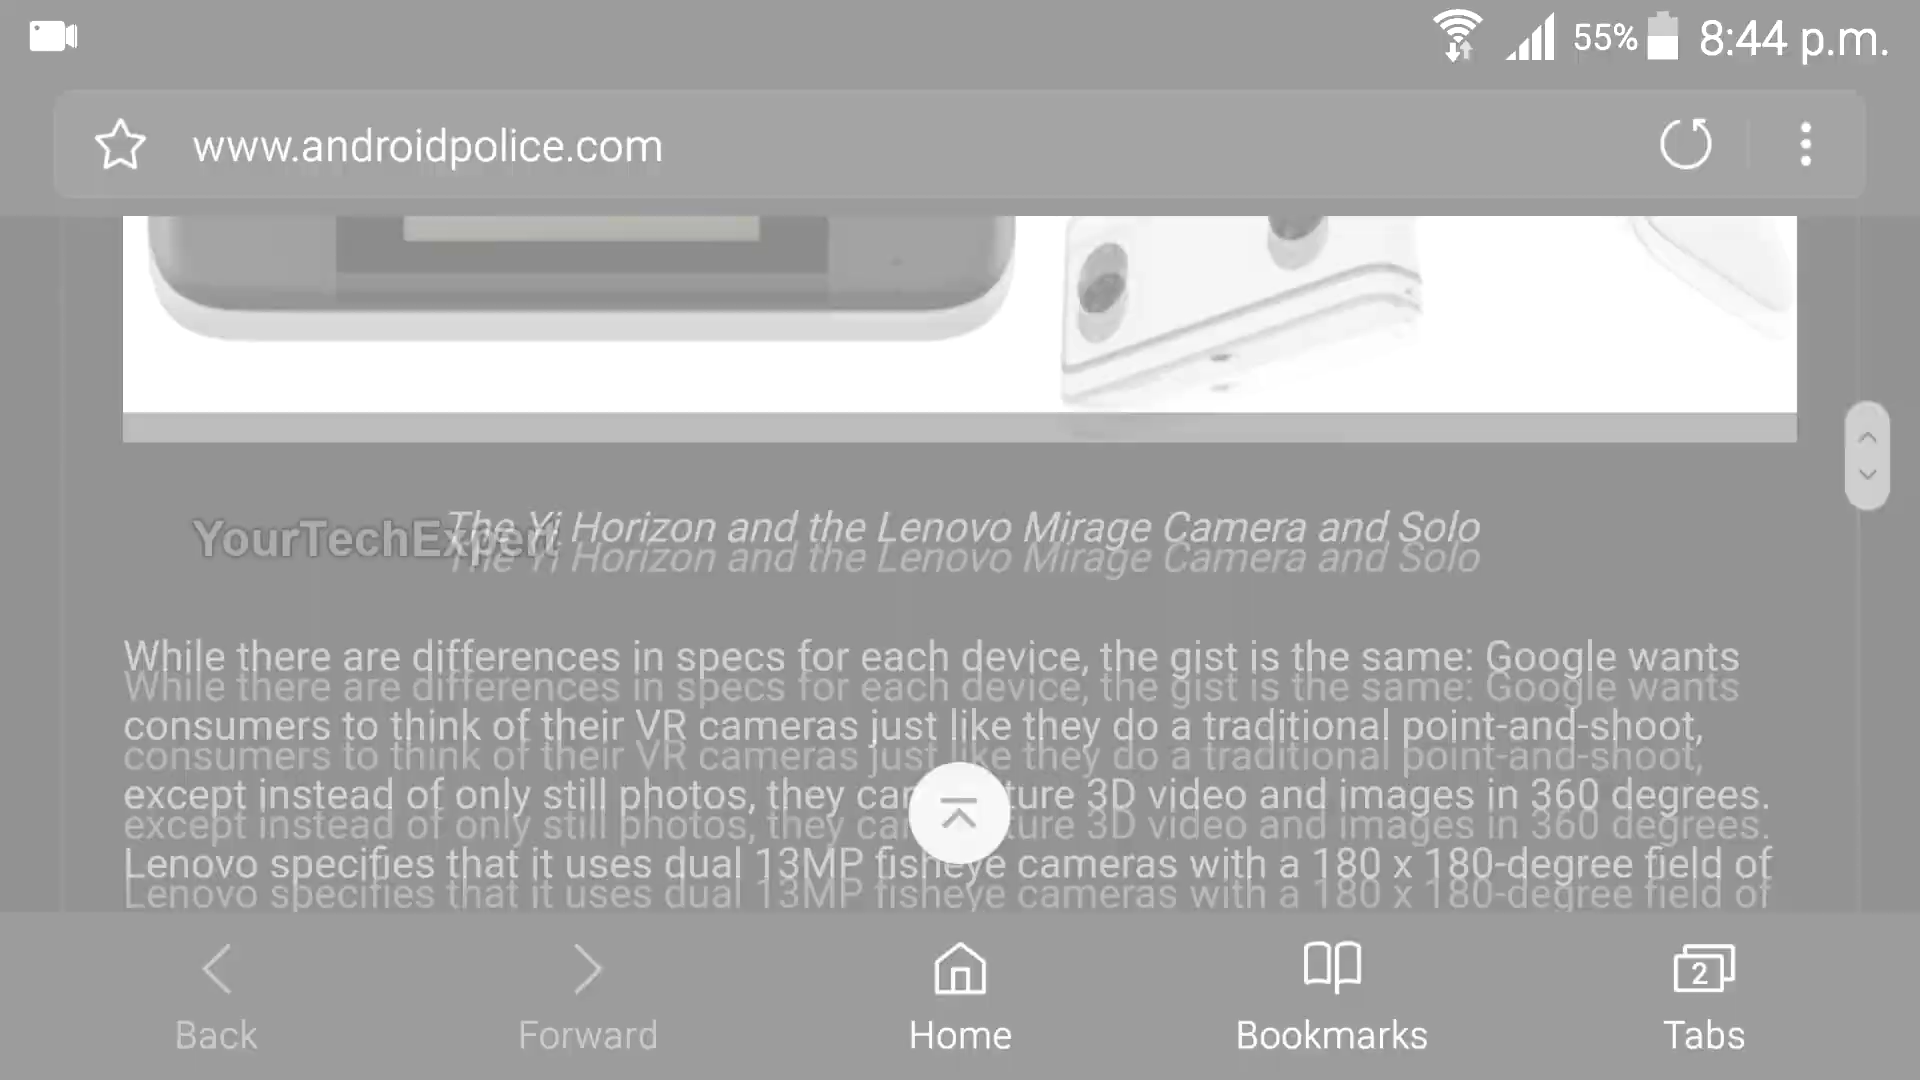 55% 8:44 p.m.
www.androidpolice.com
YourTechExpert
The Yi Horizon and the Lenovo Mirage Camera and Solo
While there are differences in specs for each device, the gist is the same: Google wants
consumers to think of their VR cameras just like they do a traditional point-and-shoot,
except instead of only still photos, they can ture 3D video and images in 360 degrees.
Lenovo specifies that it uses dual 13MP fisheye cameras with a 180 x 180-degree field of
Back Forward Home Bookmarks 2 Tabs